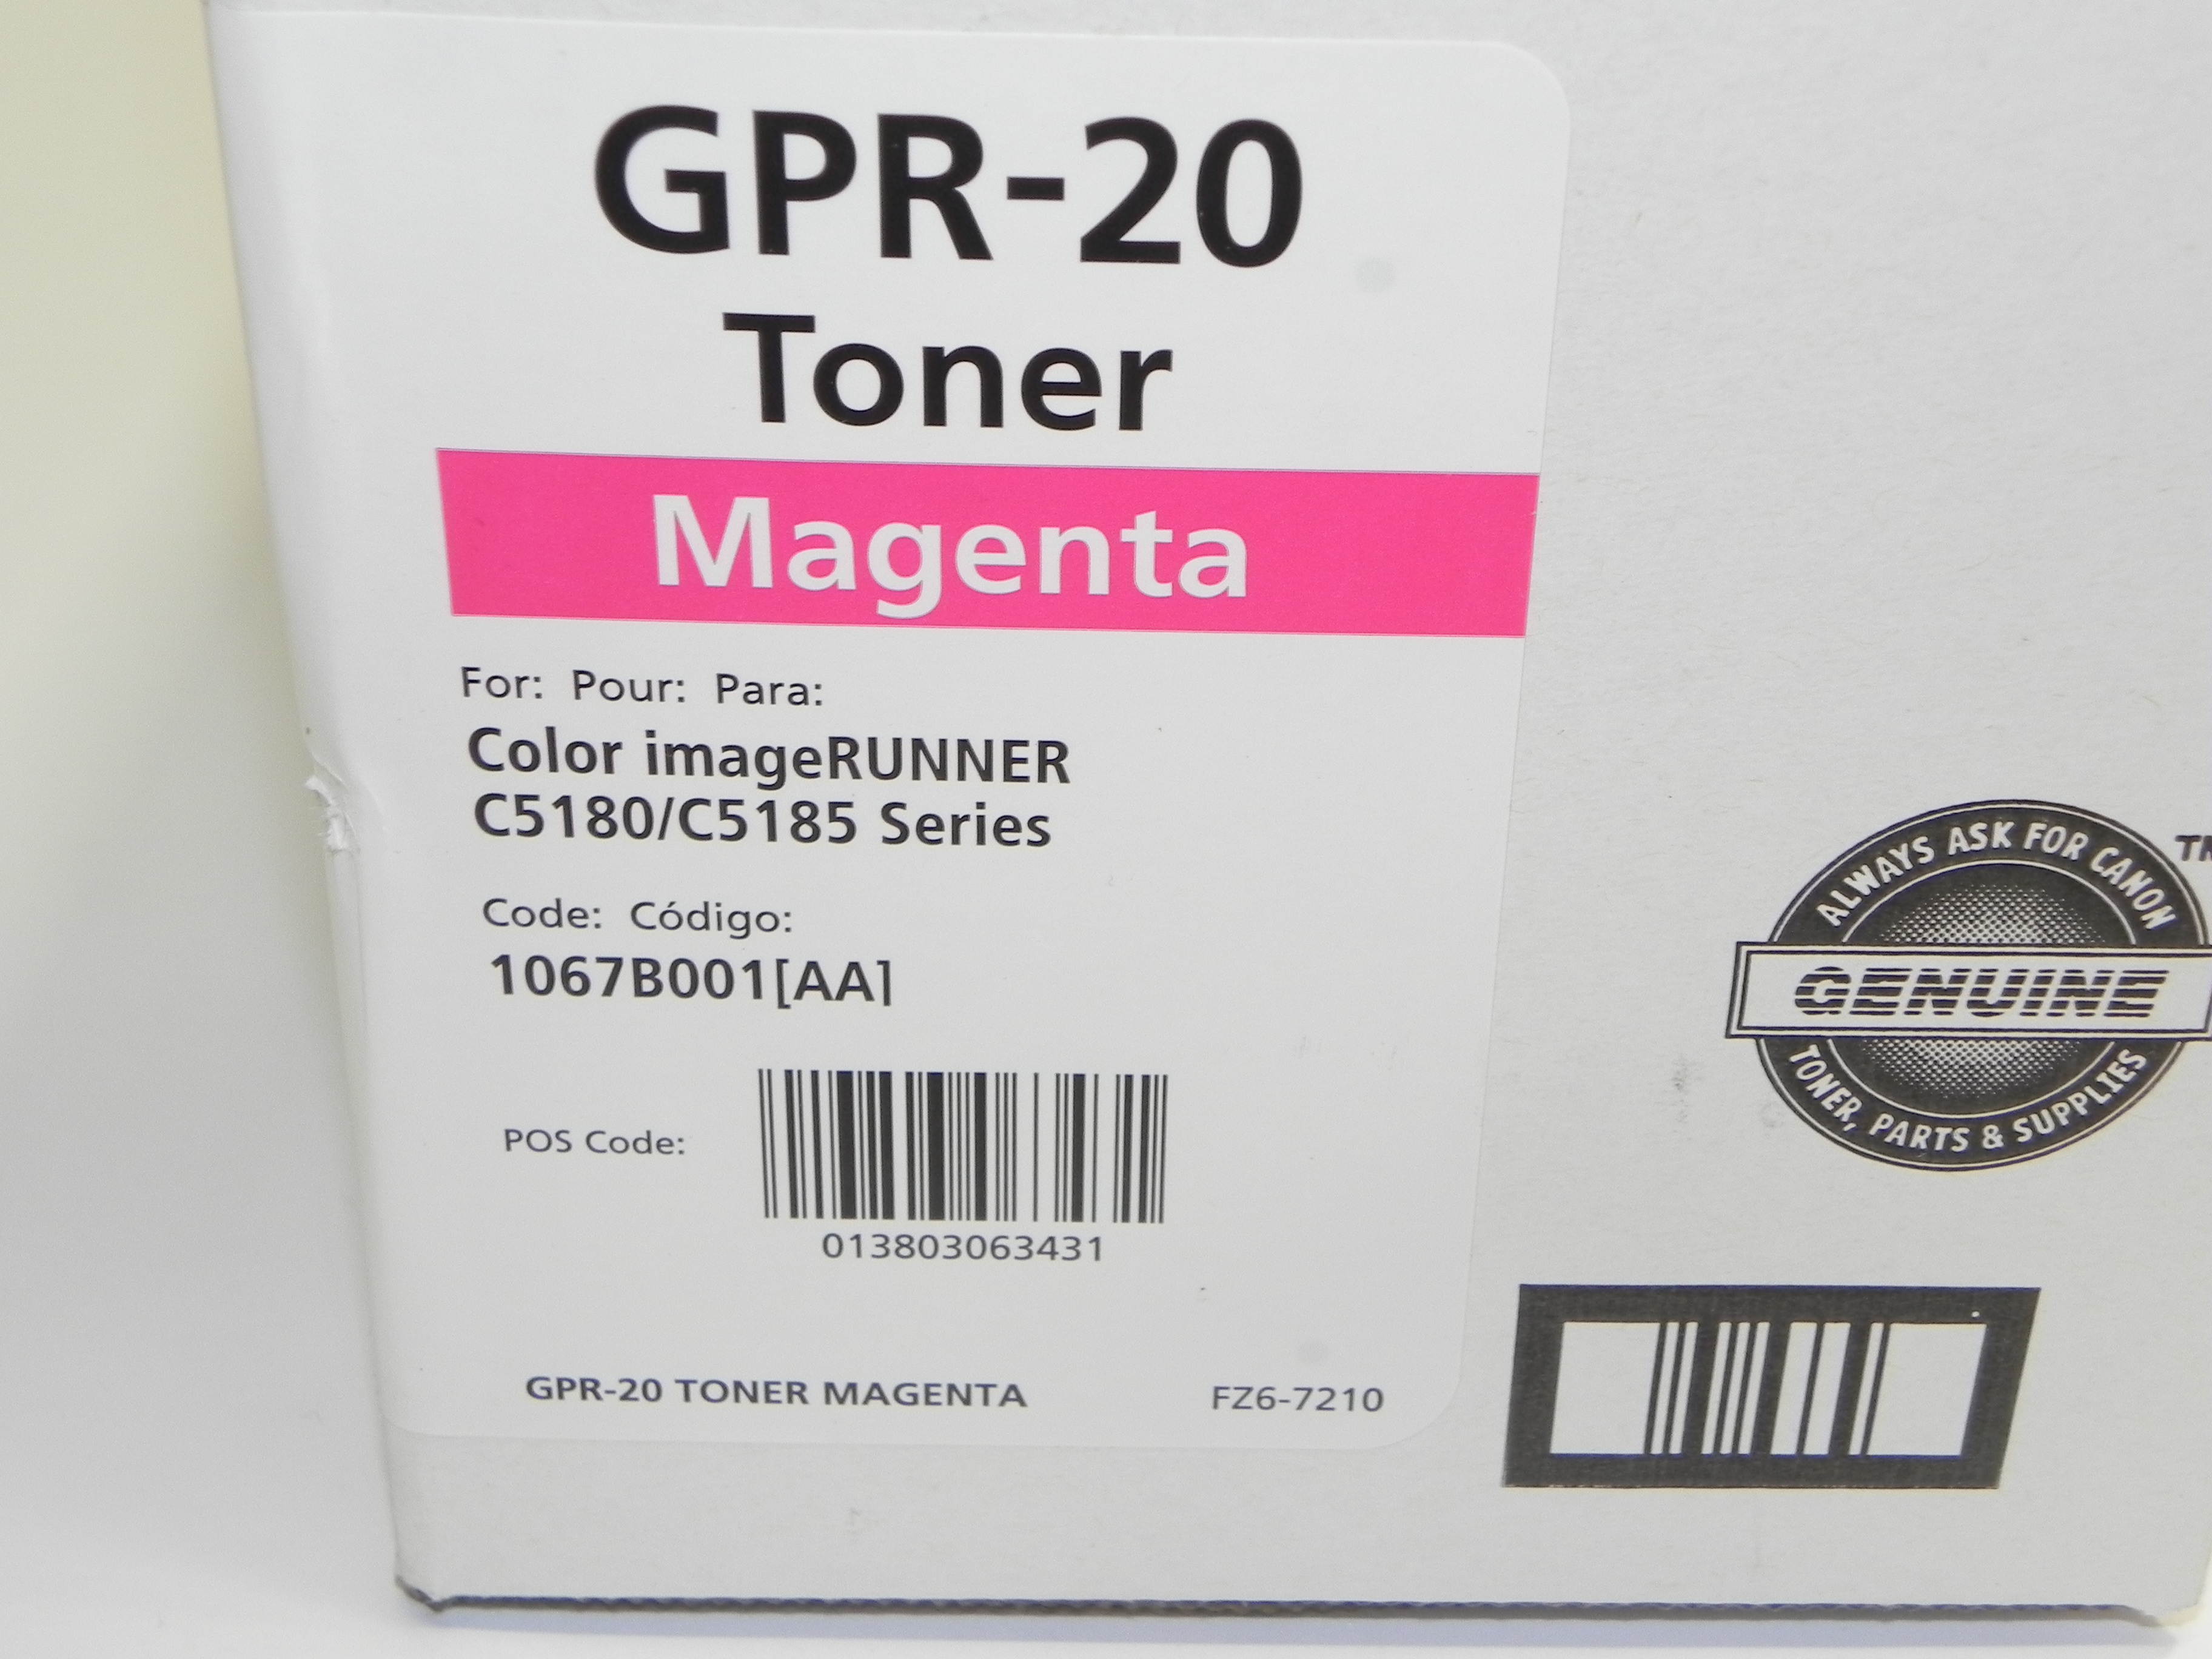 GPR-20
Toner
Magenta
For: Pour: Para:
Color imageRUNNER
C5180/C5185 Series
Code: Código:
1067B001[AA]
POS Code:
013803063431
GPR-20 TONER MAGENTA FZ6-7210
ALWAYS ASK FOR CANON
GENUINE
TONER, PARTS & SUPPLIES